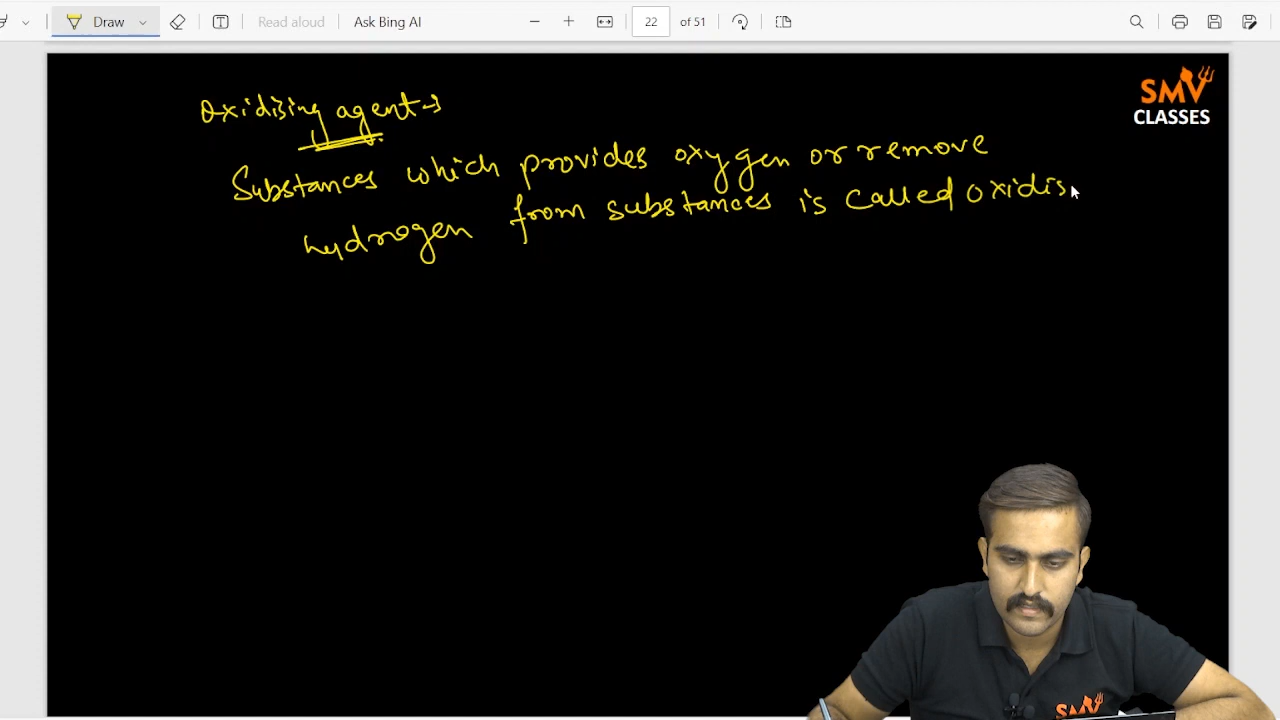 Draw
Read aloud
Ask Bing AI
22
of 51
SMV
CLASSES
Oxidising agent→
Substances which provides oxygen or remove
hydrogen from substances is called oxidis
SMV